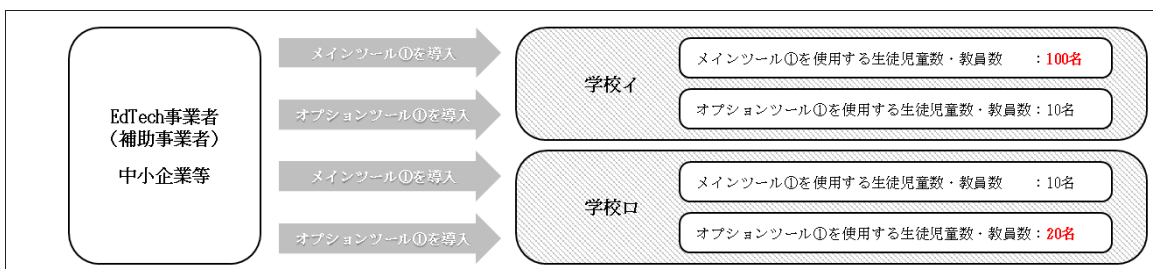 EdTech事業者
（補助事業者）
中小企業等
メインツール①を導入
オプションツール①を導入
メインツール①を導入
オプションツール①を導入
学校イ
メインツール①を使用する生徒児童数・教員数　　：100名
オプションツール①を使用する生徒児童数・教員数：10名
学校ロ
メインツール①を使用する生徒児童数・教員数　　：10名
オプションツール①を使用する生徒児童数・教員数：20名